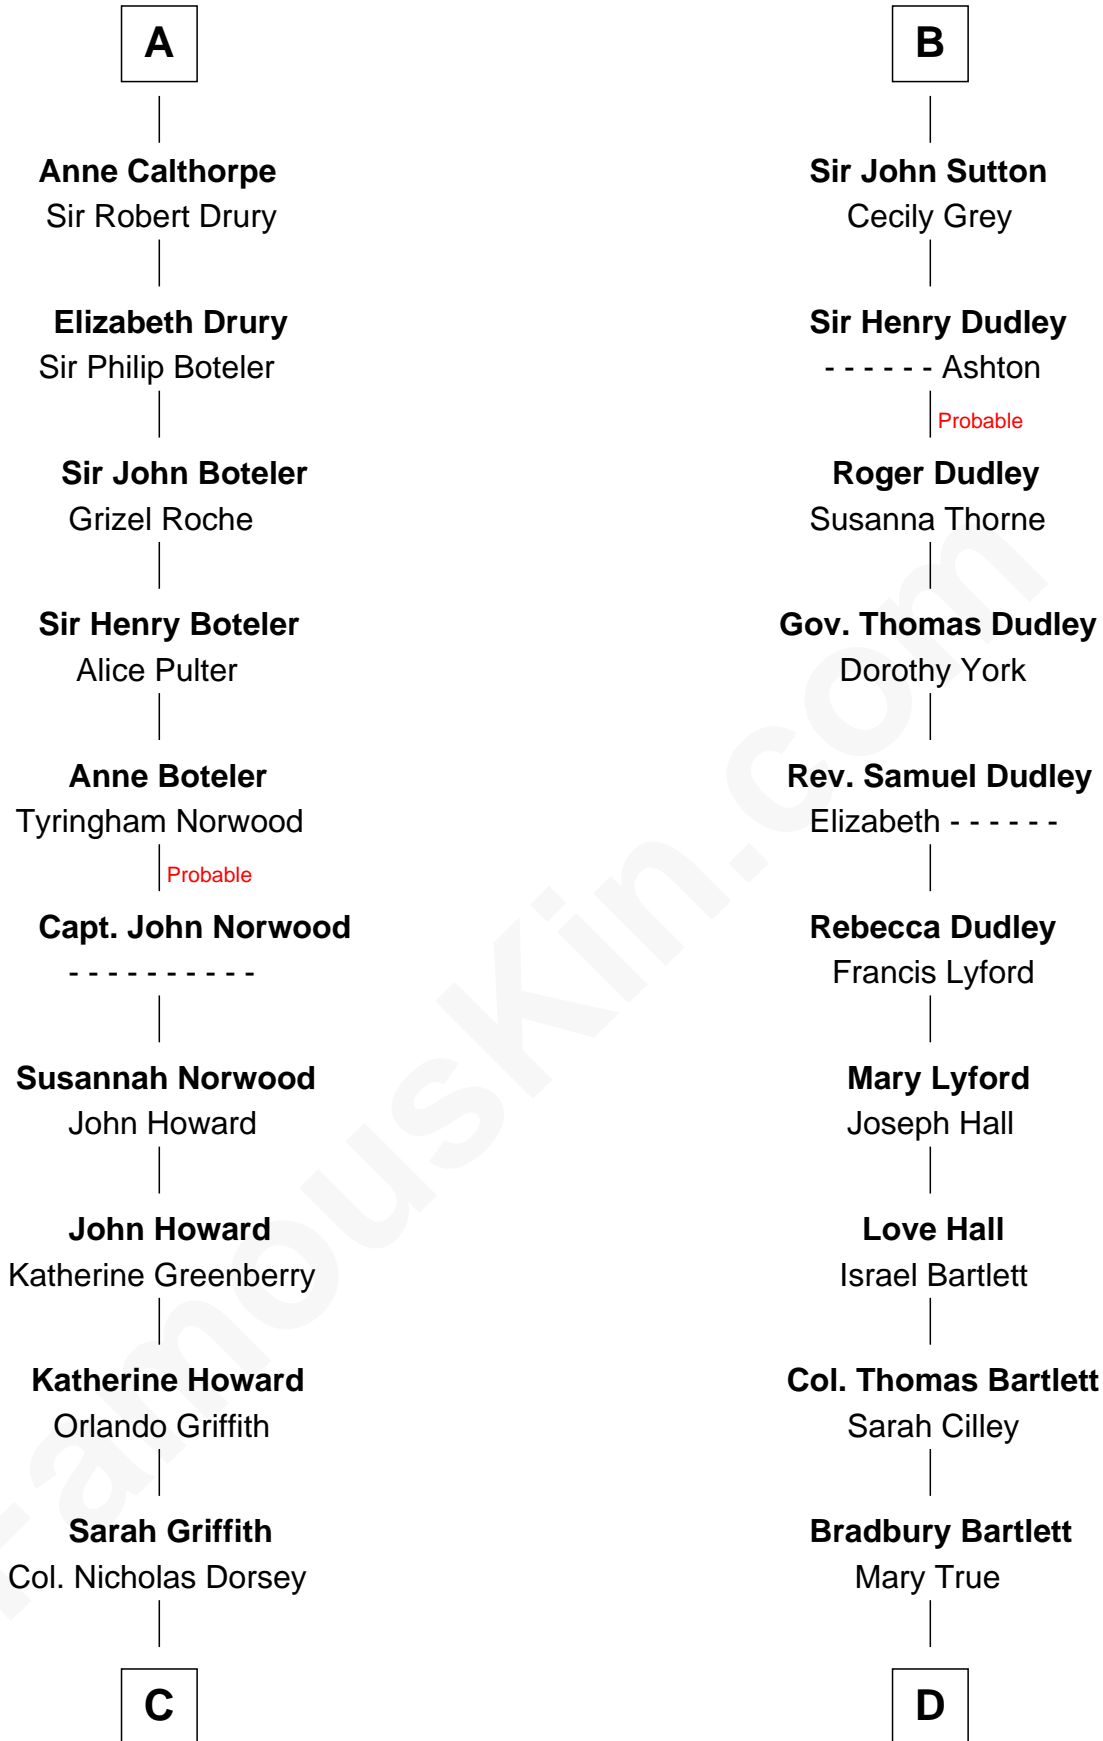 A
Anne Calthorpe
Sir Robert Drury
Elizabeth Drury
Sir Philip Boteler
Sir John Boteler
Grizel Roche
Sir Henry Boteler
Alice Pulter
Anne Boteler
Tyringham Norwood
Probable
Capt. John Norwood
- - - - - - - - - -
Susannah Norwood
John Howard
John Howard
Katherine Greenberry
Katherine Howard
Orlando Griffith
Sarah Griffith
Col. Nicholas Dorsey
C
B
Sir John Sutton
Cecily Grey
Sir Henry Dudley
- - - - - - Ashton
Probable
Roger Dudley
Susanna Thorne
Gov. Thomas Dudley
Dorothy York
Rev. Samuel Dudley
Elizabeth - - - - - -
Rebecca Dudley
Francis Lyford
Mary Lyford
Joseph Hall
Love Hall
Israel Bartlett
Col. Thomas Bartlett
Sarah Cilley
Bradbury Bartlett
Mary True
D
FamousKin.com